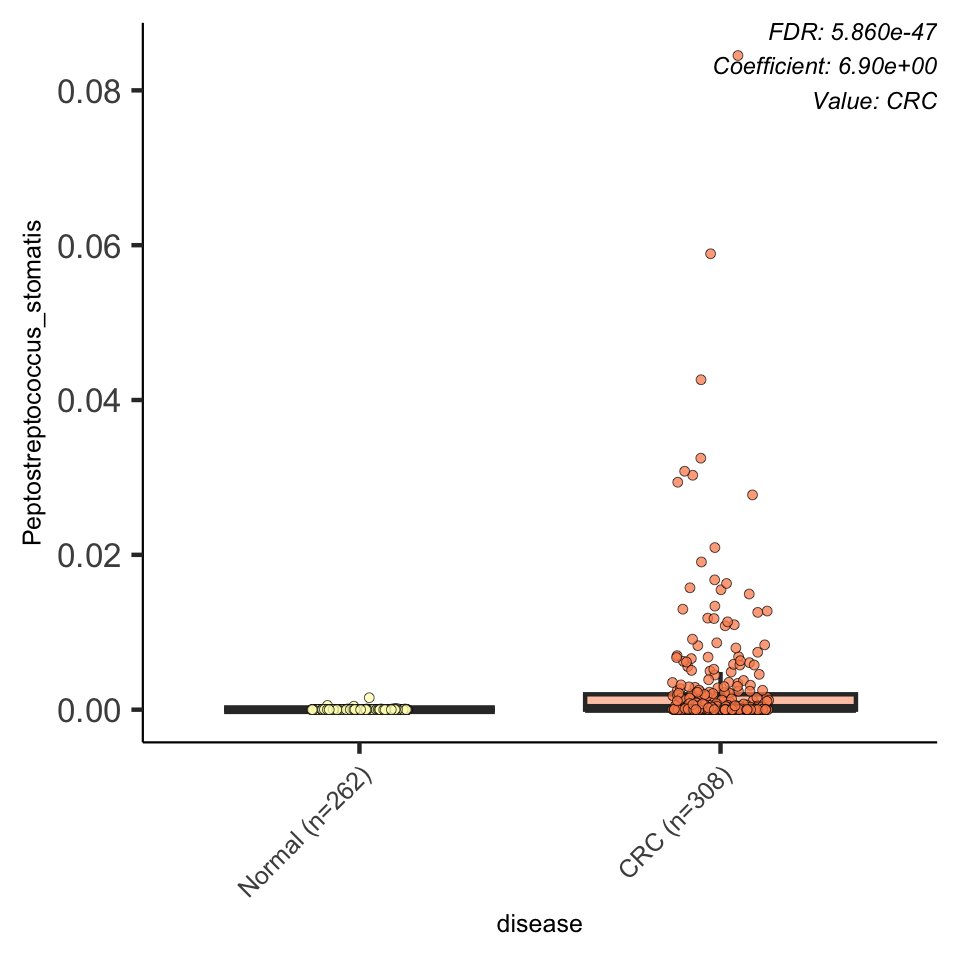 FDR: 5.860e-47
Coefficient: 6.90e+00
Value: CRC
Peptostreptococcus_stomatis
0.08
0.06
0.04
0.02
0.00
Normal (n=262)
CRC (n=308)
disease